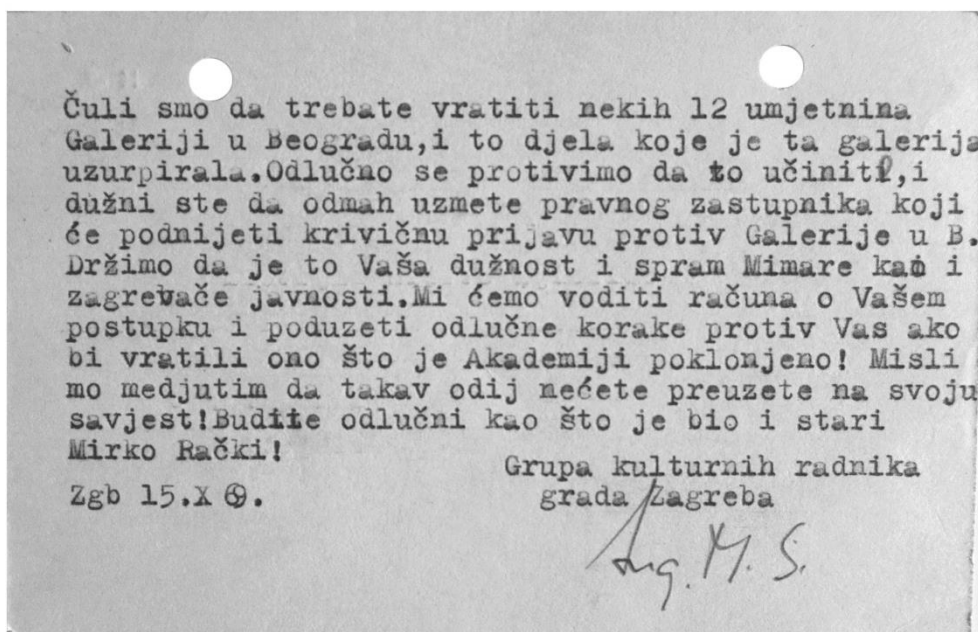 Čuli smo da trebate vratiti nekih 12 umjetnina
Galeriji u Beogradu,i to djela koje je ta galerija
uzurpirala.Odlučno se protivimo da to učiniti,i
dužni ste da odmah uzmete pravnog zastupnika koji
će podnijeti krivičnu prijavu protiv Galerije u B.
Držimo da je to Vaša dužnost i spram Mimare kao i
zagrevače javnosti.Mi ćemo voditi računa o Vašem
postupku i poduzeti odlučne korake protiv Vas ako
bi vratili ono što je Akademiji poklonjeno! Misli
mo medjutim da takav odij nećete preuzete na svoju
savjest!Budite odlučni kao što je bio i stari
Mirko Rački!
Grupa kulturnih radnika
grada Zagreba
Zgb 15.X
M. S.